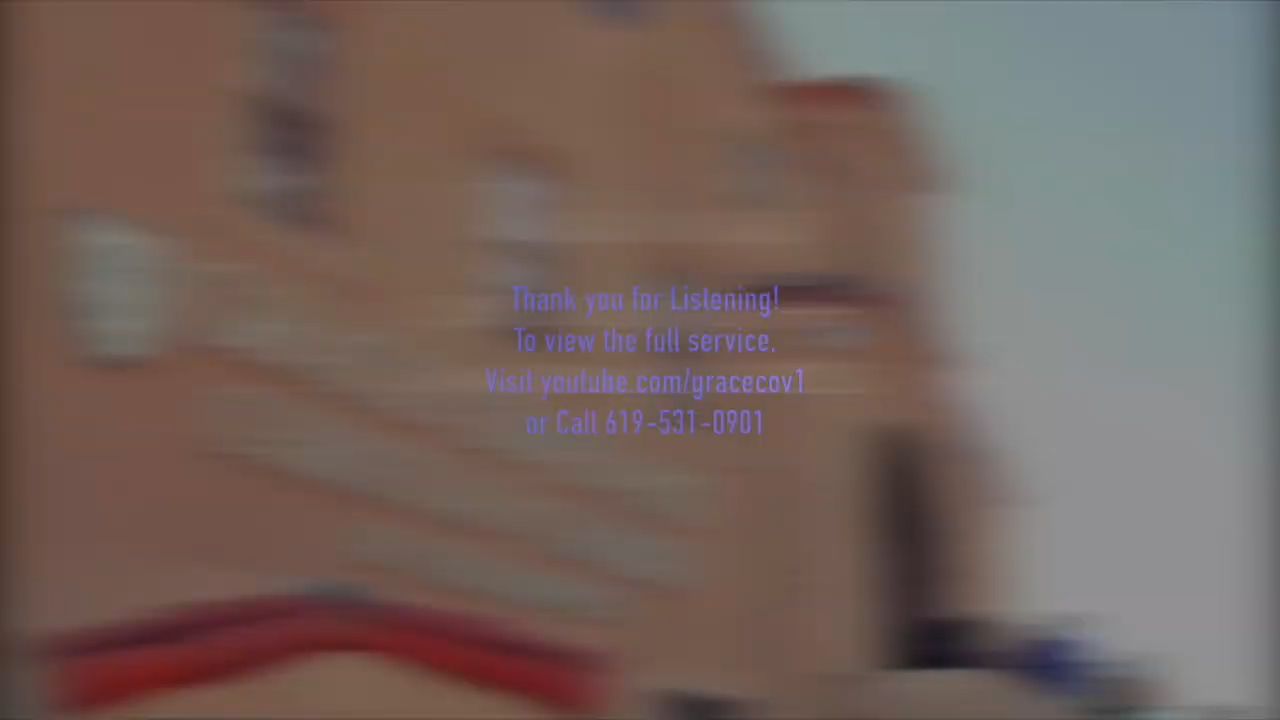 Thank you for Listening!
To view the full service,
Visit youtube.com/gracecov1
or Call 619-531-0901